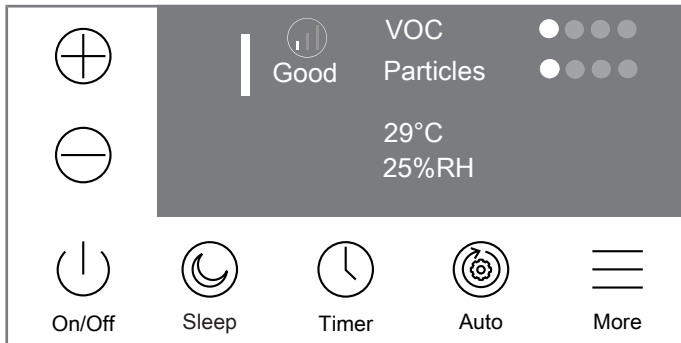 VOC
Good
Particles
29°C
25%RH
On/Off
Sleep
Timer
Auto
More